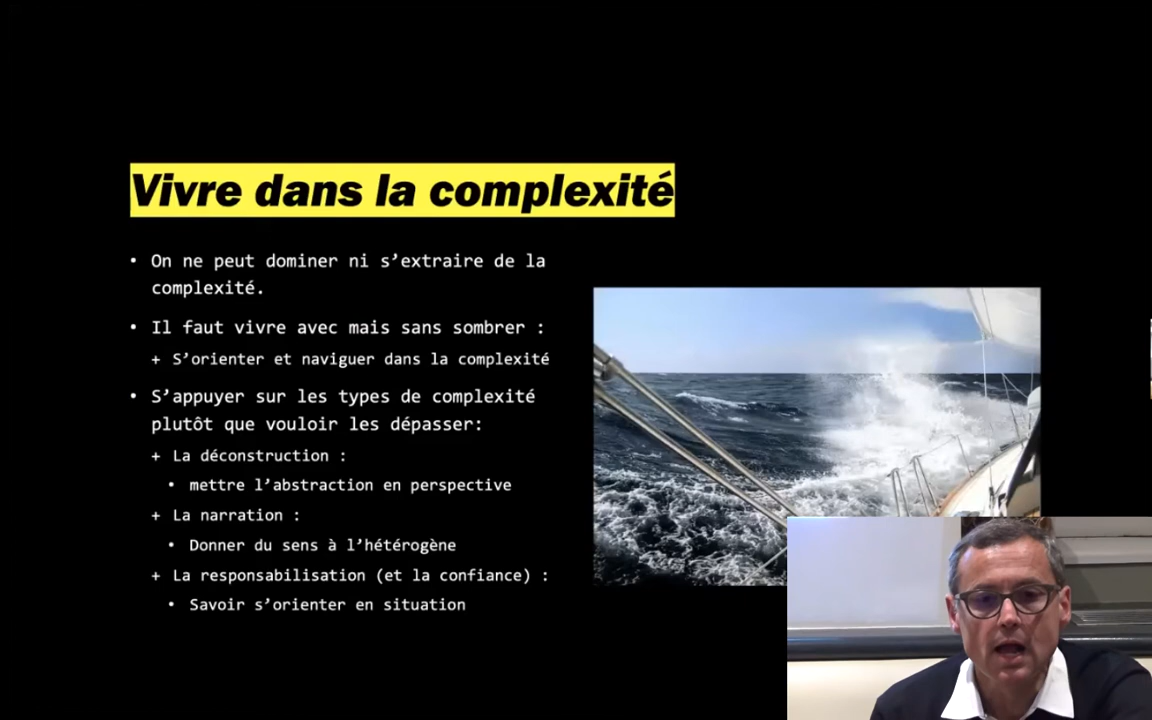 Vivre dans la complexité
• On ne peut dominer ni s’extraire de la
complexité.
• Il faut vivre avec mais sans sombrer :
+ S’orienter et naviguer dans la complexité
• S’appuyer sur les types de complexité
plutôt que vouloir les dépasser:
+ La déconstruction :
• mettre l’abstraction en perspective
+ La narration :
• Donner du sens à l’hétérogène
+ La responsabilisation (et la confiance) :
• Savoir s’orienter en situation